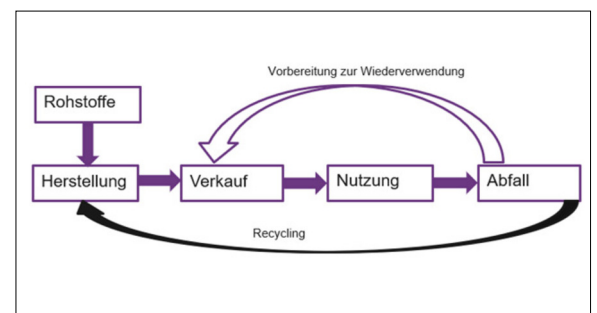 Vorbereitung zur Wiederverwendung
Rohstoffe
Herstellung
Verkauf
Nutzung
Abfall
Recycling